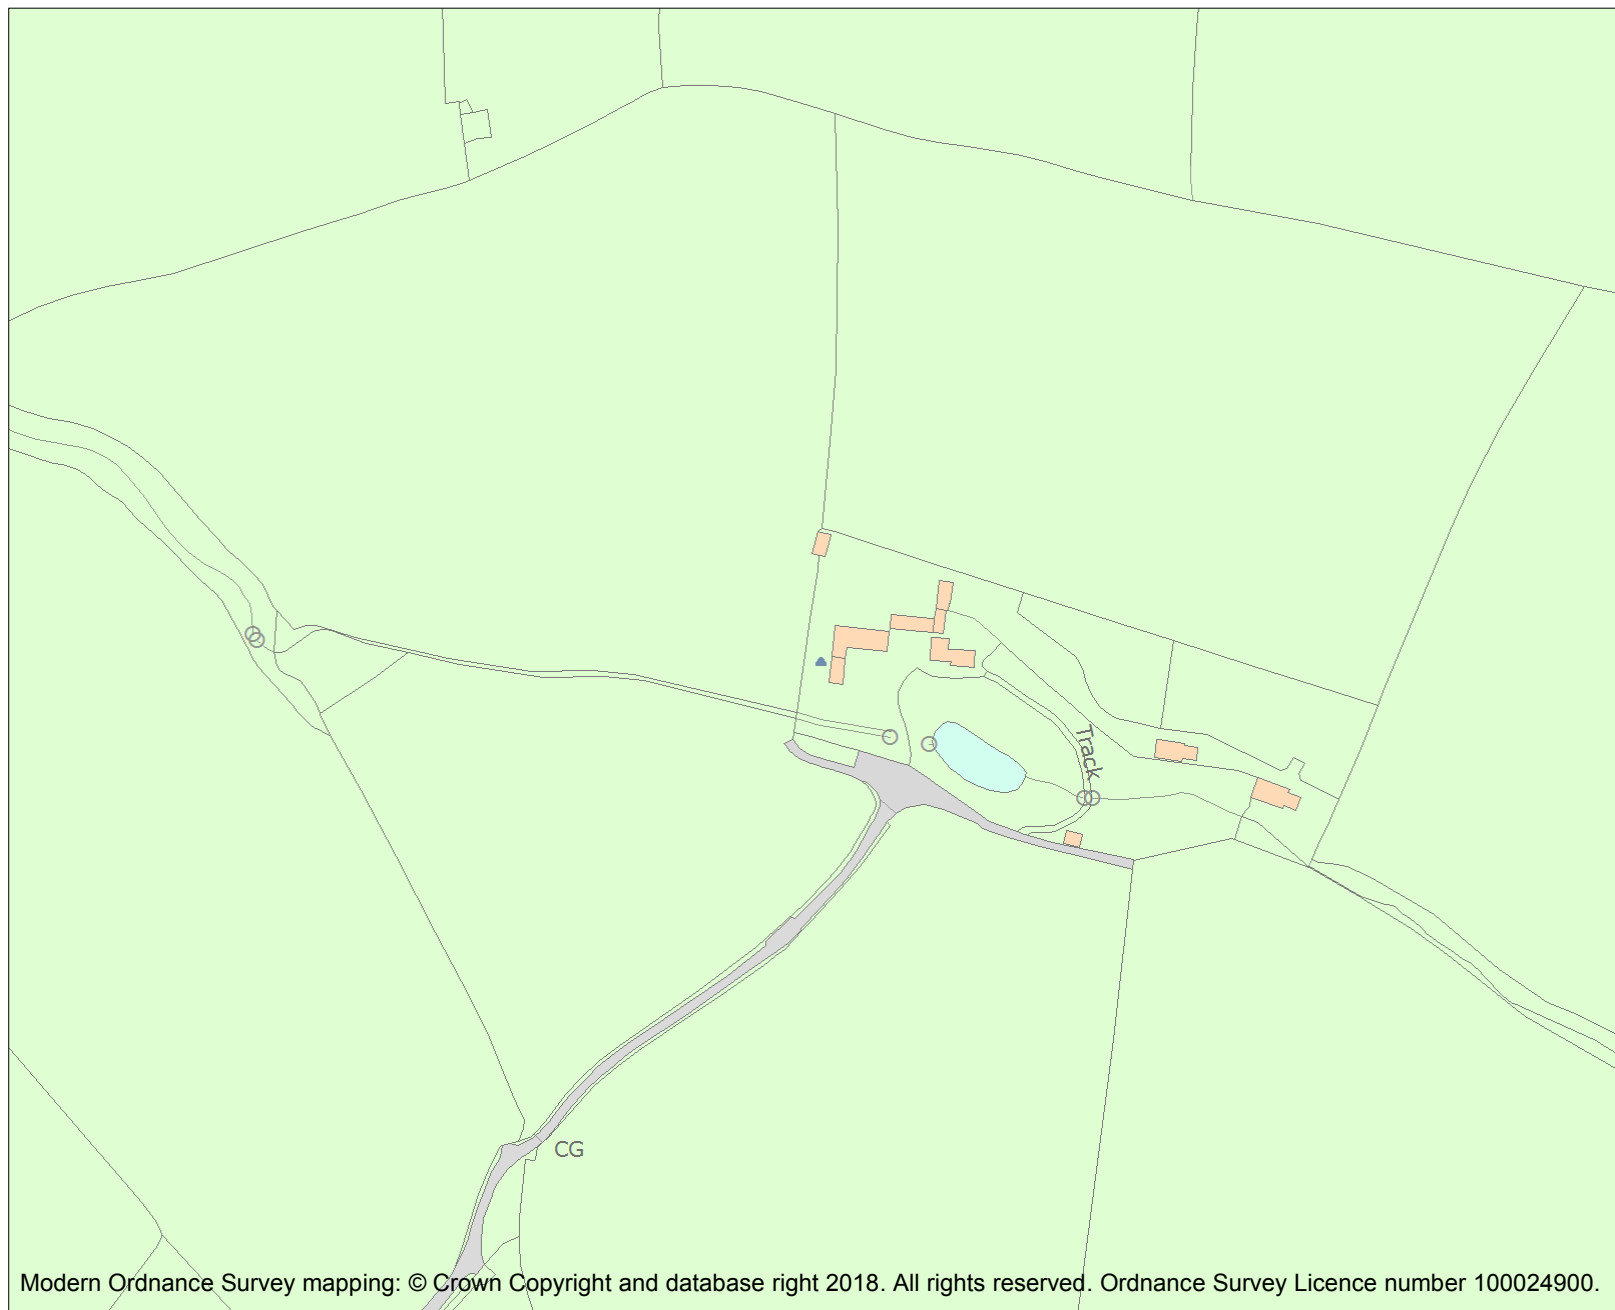 Track
CG
Modern Ordnance Survey mapping: © Crown Copyright and database right 2018. All rights reserved. Ordnance Survey Licence number 100024900.